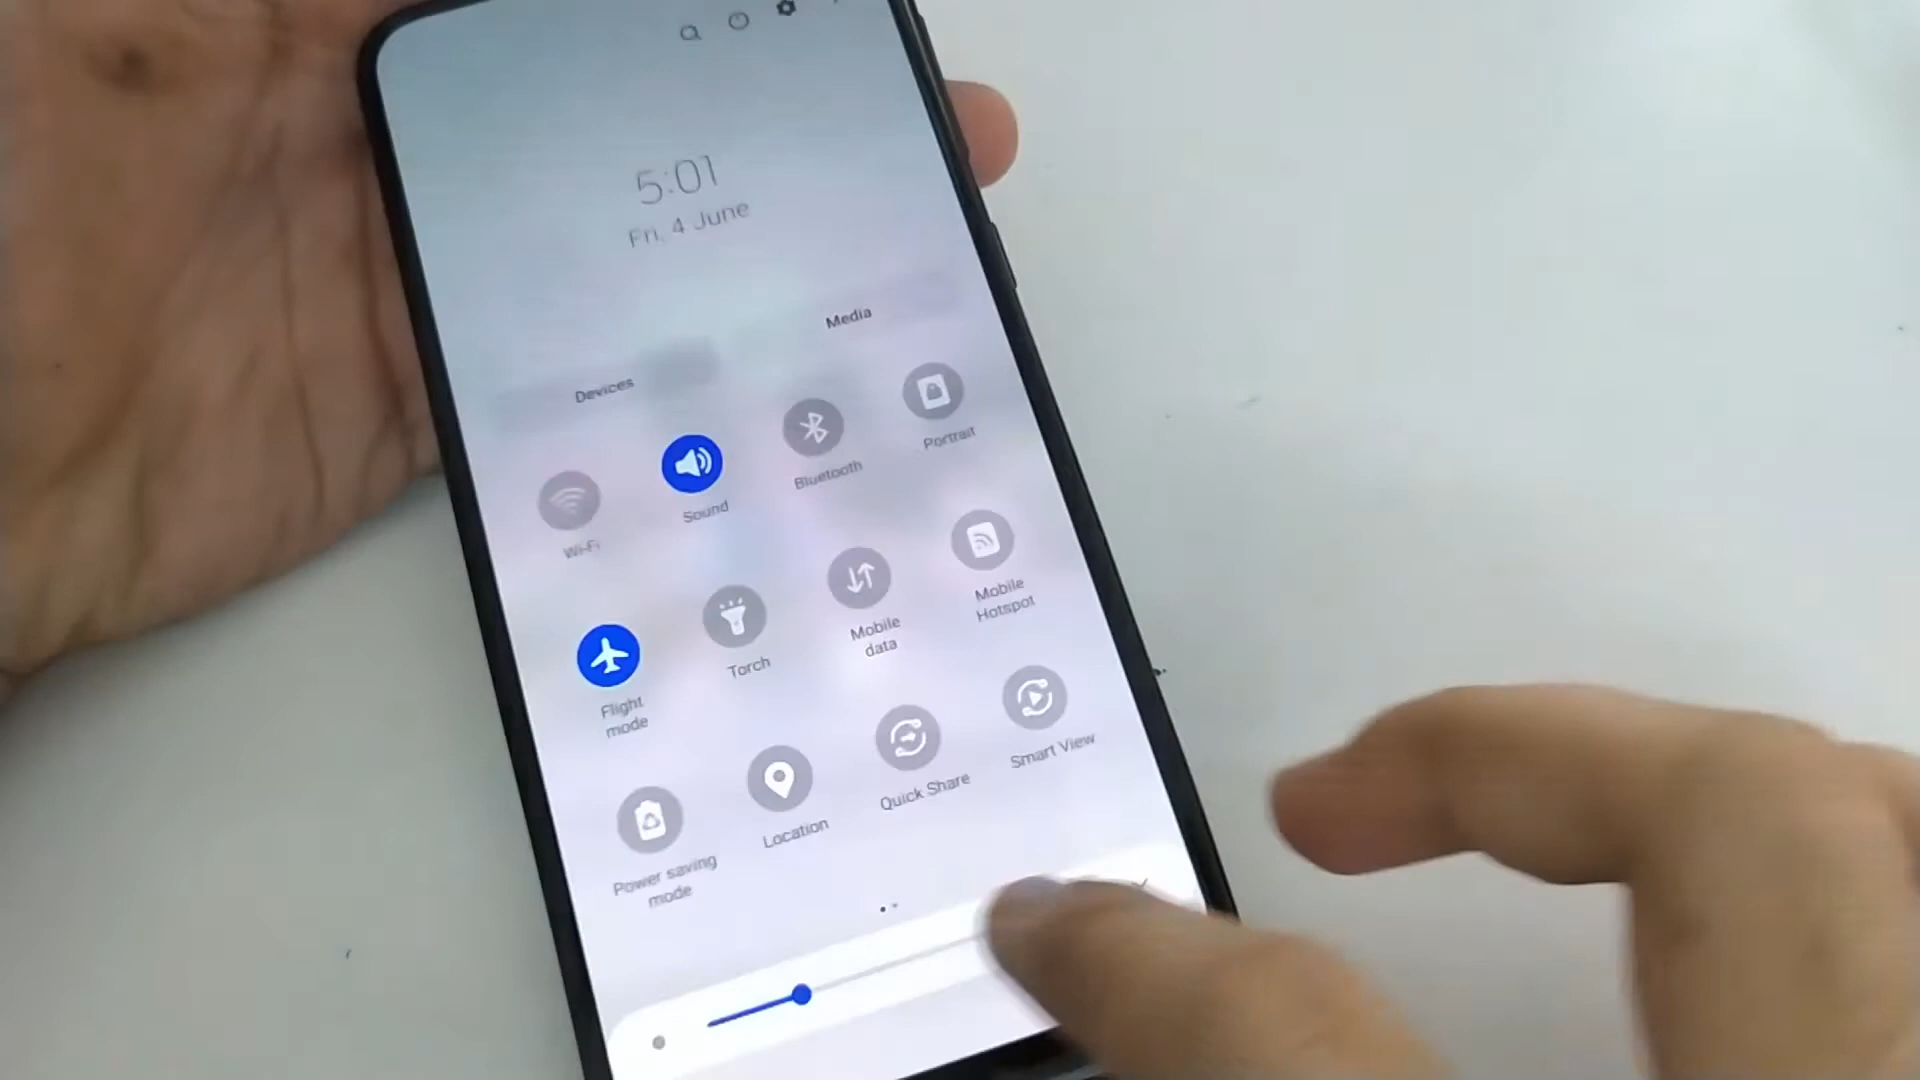 5:01
Fri, 4 June
Devices
Media
Wi-Fi
Sound
Bluetooth
Portrait
Flight
mode
Torch
Mobile
data
Mobile
Hotspot
Power saving
mode
Location
Quick Share
Smart View